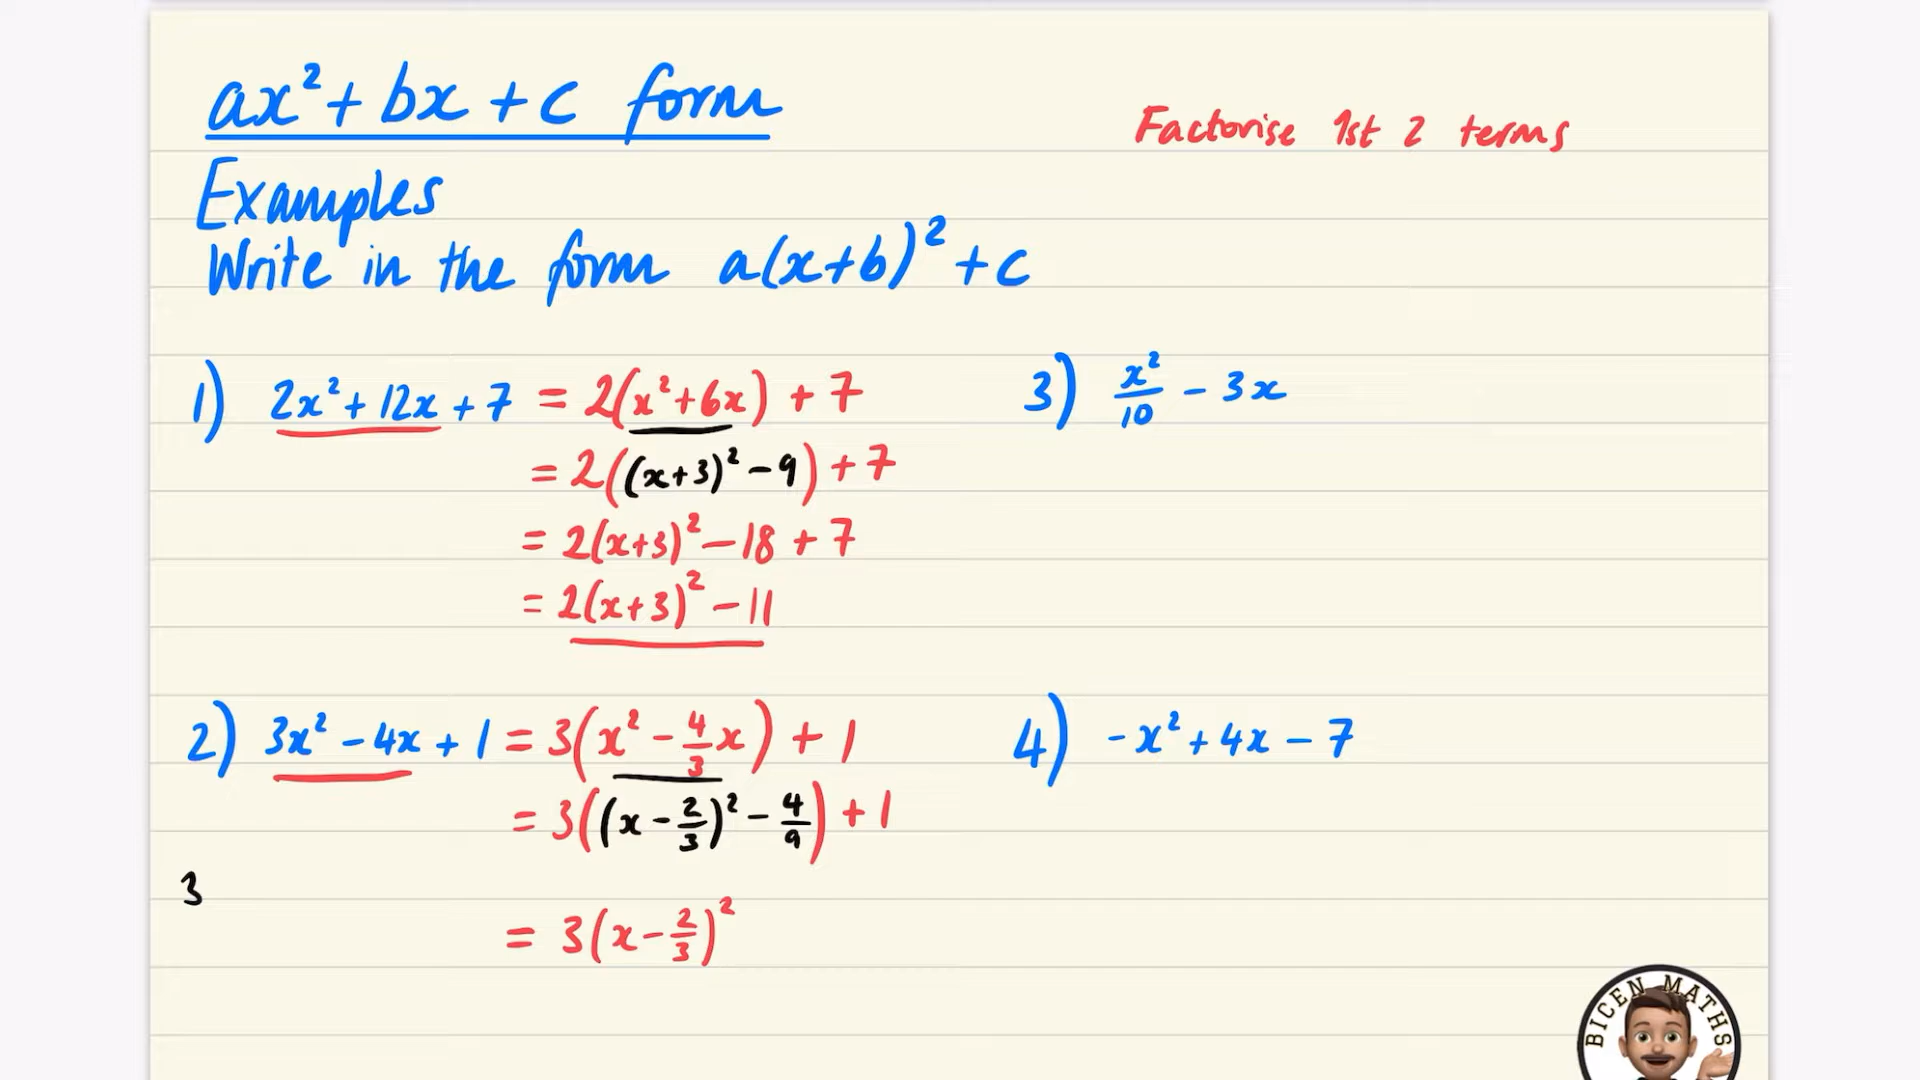 ax² + bx + c form
Factorise 1st 2 terms
Examples
Write in the form a(x+b)² + c
1) 2x² + 12x + 7 = 2(x² + 6x) + 7
= 2((x+3)² - 9) + 7
= 2(x+3)² - 18 + 7
= 2(x+3)² - 11
2) 3x² - 4x + 1 = 3(x² - 4/3 x) + 1
= 3((x - 2/3)² - 4/9) + 1
3
= 3(x - 2/3)²
3) x²/10 - 3x
4) -x² + 4x - 7
BICEN MATHS